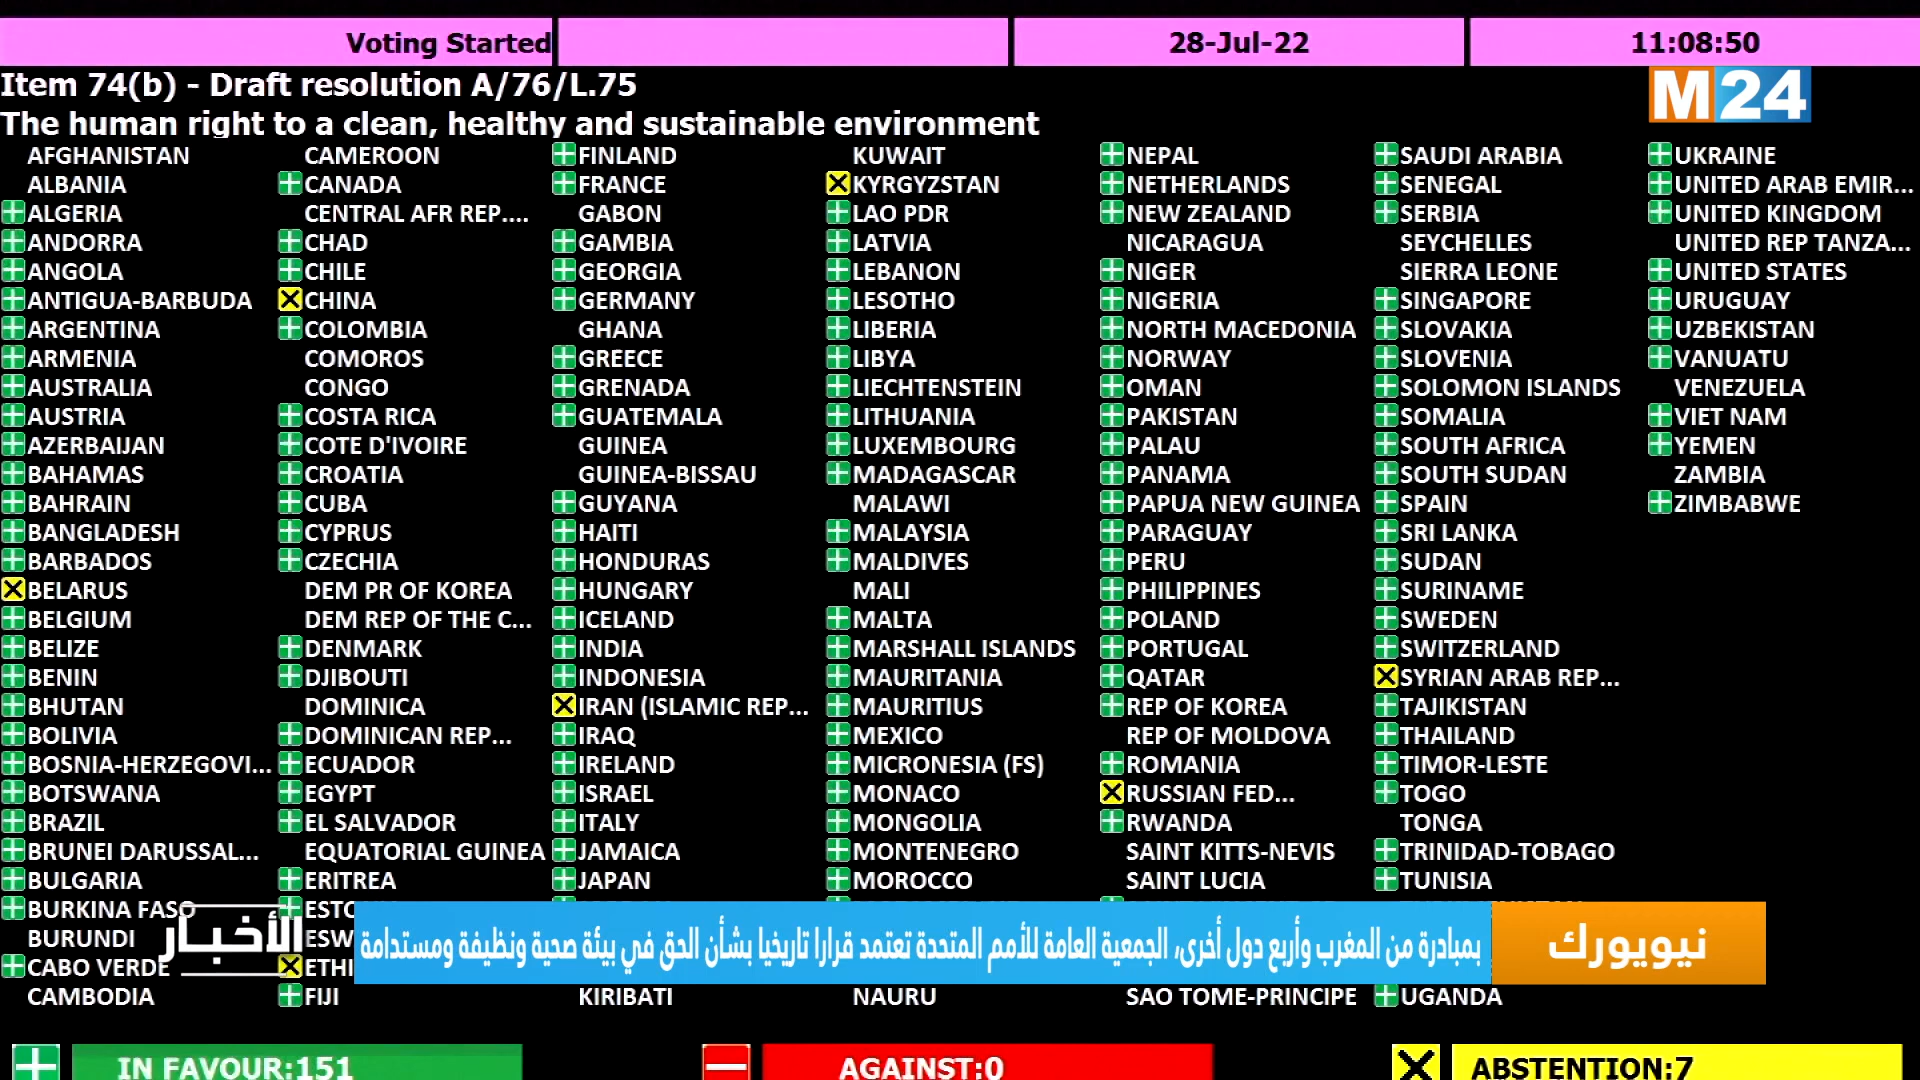 Voting Started 28-Jul-22 11:08:50
Item 74(b) - Draft resolution A/76/L.75
M24
The human right to a clean, healthy and sustainable environment
AFGHANISTAN CAMEROON FINLAND KUWAIT NEPAL SAUDI ARABIA UKRAINE
ALBANIA CANADA FRANCE KYRGYZSTAN NETHERLANDS SENEGAL UNITED ARAB EMIR...
ALGERIA CENTRAL AFR REP.... GABON LAO PDR NEW ZEALAND SERBIA UNITED KINGDOM
ANDORRA CHAD GAMBIA LATVIA NICARAGUA SEYCHELLES UNITED REP TANZA...
ANGOLA CHILE GEORGIA LEBANON NIGER SIERRA LEONE UNITED STATES
ANTIGUA-BARBUDA CHINA GERMANY LESOTHO NIGERIA SINGAPORE URUGUAY
ARGENTINA COLOMBIA GHANA LIBERIA NORTH MACEDONIA SLOVAKIA UZBEKISTAN
ARMENIA COMOROS GREECE LIBYA NORWAY SLOVENIA VANUATU
AUSTRALIA CONGO GRENADA LIECHTENSTEIN OMAN SOLOMON ISLANDS VENEZUELA
AUSTRIA COSTA RICA GUATEMALA LITHUANIA PAKISTAN SOMALIA VIET NAM
AZERBAIJAN COTE D'IVOIRE GUINEA LUXEMBOURG PALAU SOUTH AFRICA YEMEN
BAHAMAS CROATIA GUINEA-BISSAU MADAGASCAR PANAMA SOUTH SUDAN ZAMBIA
BAHRAIN CUBA GUYANA MALAWI PAPUA NEW GUINEA SPAIN ZIMBABWE
BANGLADESH CYPRUS HAITI MALAYSIA PARAGUAY SRI LANKA
BARBADOS CZECHIA HONDURAS MALDIVES PERU SUDAN
BELARUS DEM PR OF KOREA HUNGARY MALI PHILIPPINES SURINAME
BELGIUM DEM REP OF THE C... ICELAND MALTA POLAND SWEDEN
BELIZE DENMARK INDIA MARSHALL ISLANDS PORTUGAL SWITZERLAND
BENIN DJIBOUTI INDONESIA MAURITANIA QATAR SYRIAN ARAB REP...
BHUTAN DOMINICA IRAN (ISLAMIC REP... MAURITIUS REP OF KOREA TAJIKISTAN
BOLIVIA DOMINICAN REP... IRAQ MEXICO REP OF MOLDOVA THAILAND
BOSNIA-HERZEGOVI... ECUADOR IRELAND MICRONESIA (FS) ROMANIA TIMOR-LESTE
BOTSWANA EGYPT ISRAEL MONACO RUSSIAN FED... TOGO
BRAZIL EL SALVADOR ITALY MONGOLIA RWANDA TONGA
BRUNEI DARUSSAL... EQUATORIAL GUINEA JAMAICA MONTENEGRO SAINT KITTS-NEVIS TRINIDAD-TOBAGO
BULGARIA ERITREA JAPAN MOROCCO SAINT LUCIA TUNISIA
BURKINA FASO ESTO
BURUNDI ESW
الأخبار
نيويورك
بمبادرة من المغرب وأربع دول أخرى، الجمعية العامة للأمم المتحدة تعتمد قرارا تاريخيا بشأن الحق في بيئة صحية ونظيفة ومستدامة
CABO VERDE ETHI
CAMBODIA FIJI KIRIBATI NAURU SAO TOME-PRINCIPE UGANDA
IN FAVOUR:151 AGAINST:0 ABSTENTION:7